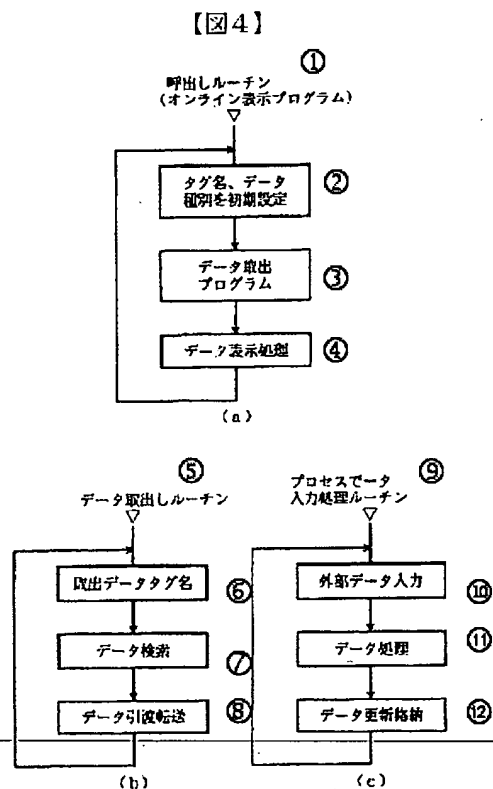 【図4】
①
呼出しルーチン
(オンライン表示プログラム)
タグ名、データ
種別を初期設定
②
データ取出
プログラム
③
データ表示処理
④
(a)
⑤
データ取出しルーチン
取出データタグ名
⑥
データ検索
⑦
データ引渡転送
⑧
(b)
⑨
プロセスでータ
入力処理ルーチン
外部データ入力
⑩
データ処理
⑪
データ更新格納
⑫
(c)